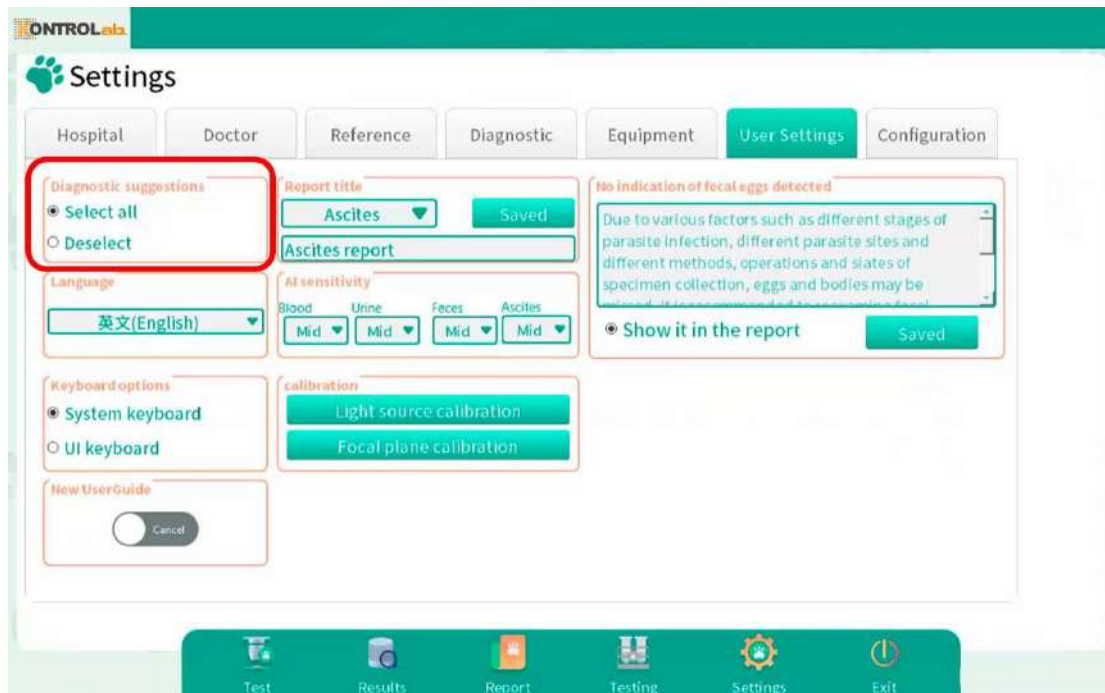 KONTROLab
Settings
Hospital
Doctor
Reference
Diagnostic
Equipment
User Settings
Configuration
Diagnostic suggestions
Select all
Deselect
Report title
Ascites
Saved
Ascites report
No indication of fecal eggs detected
Due to various factors such as different stages of
parasite infection, different parasite sites and
different methods, operations and slates of
specimen collection, eggs and bodies may be
Show it in the report
Saved
Language
英文(English)
AI sensitivity
Blood Urine Feces Ascites
Mid Mid Mid Mid
Keyboard options
System keyboard
UI keyboard
calibration
Light source calibration
Focal plane calibration
New UserGuide
Cancel
Test
Results
Report
Testing
Settings
Exit